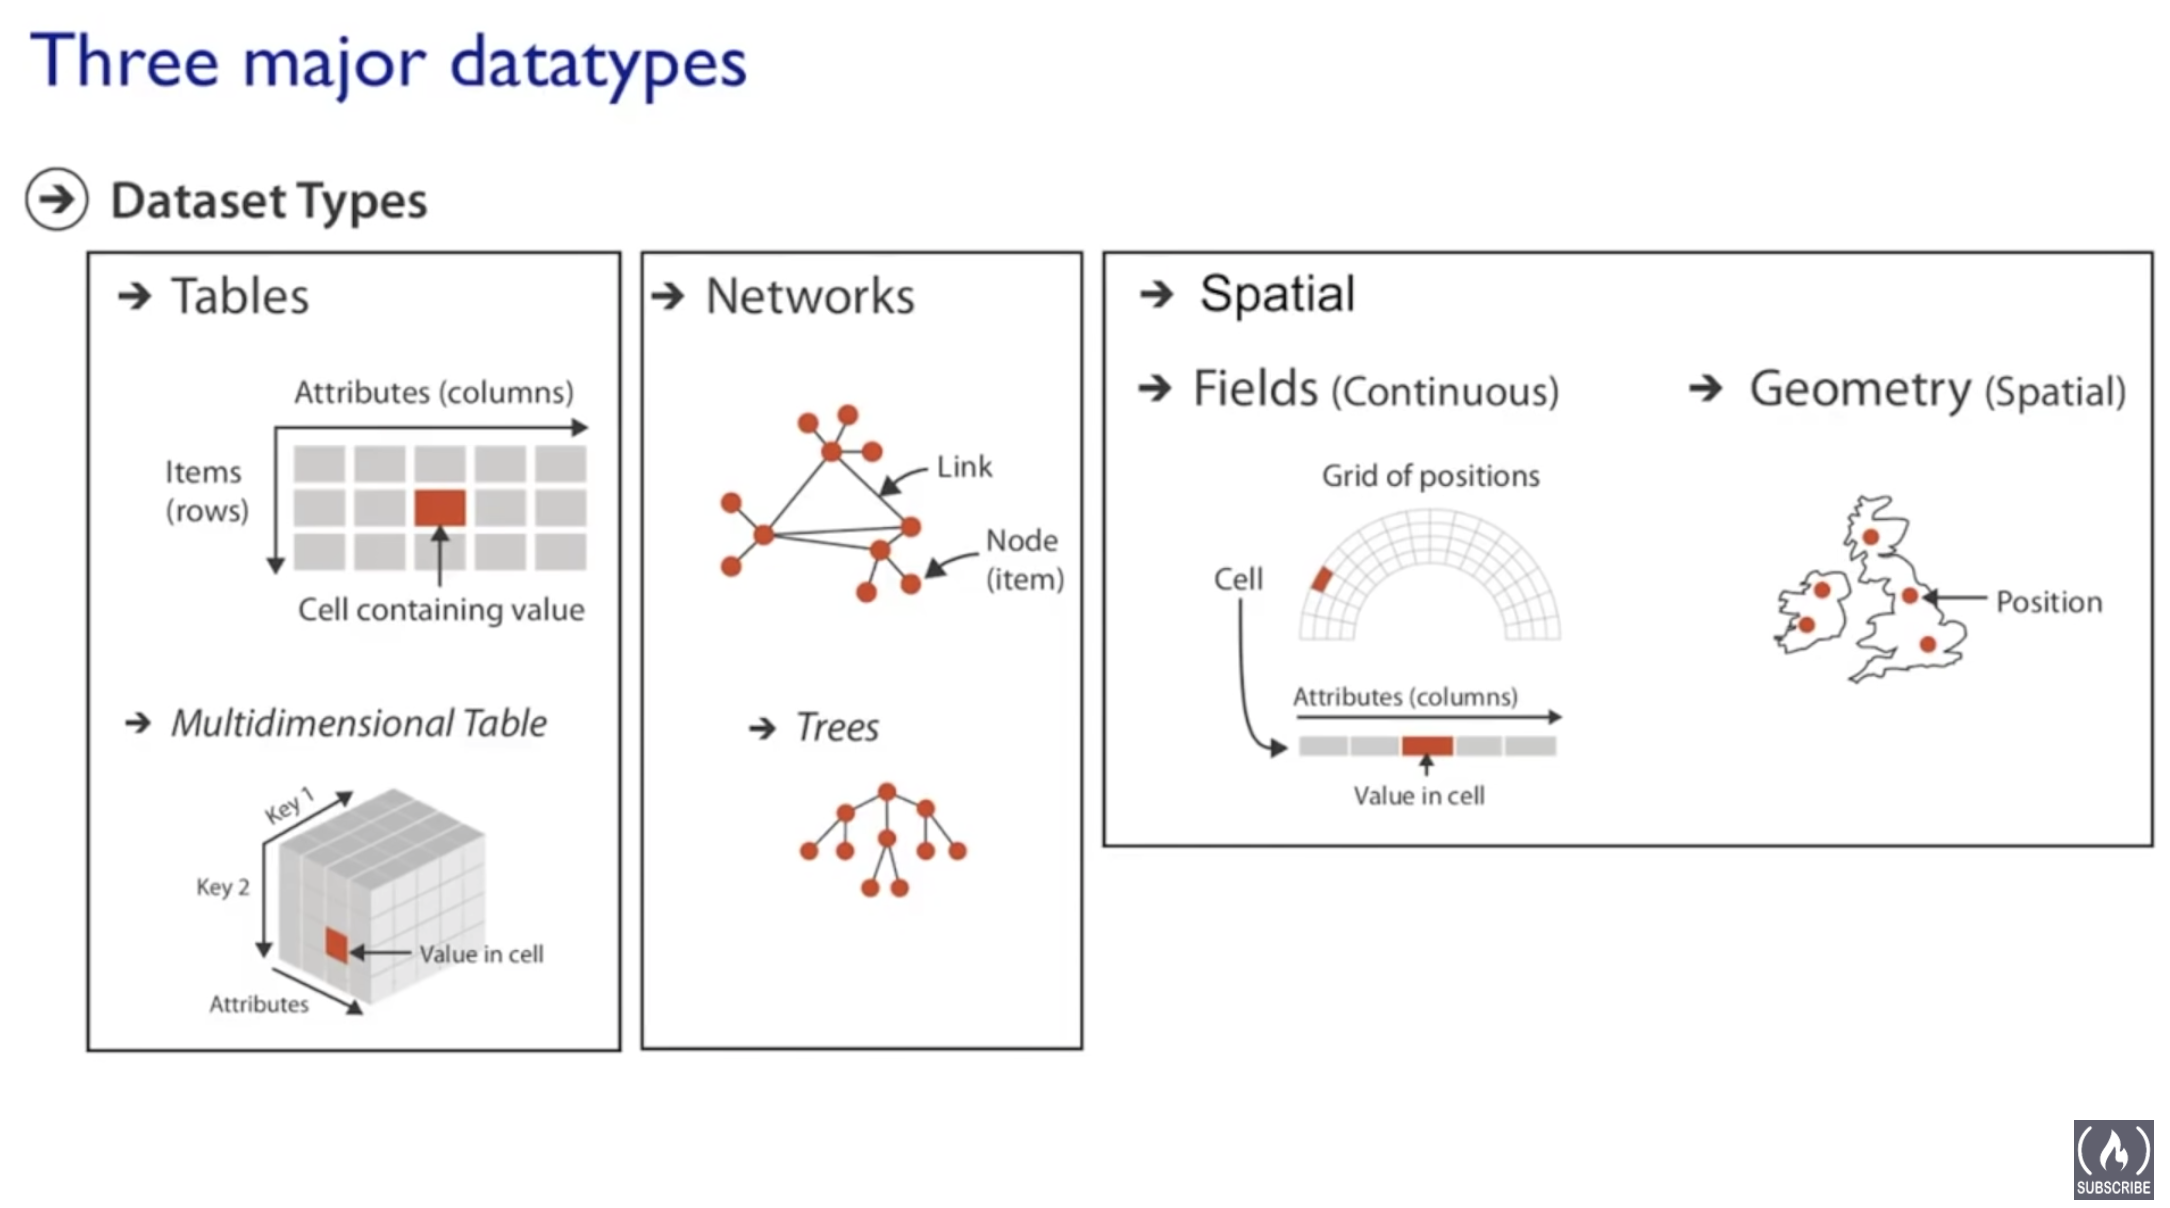 Three major datatypes
Dataset Types
Tables
Attributes (columns)
Items
(rows)
Cell containing value
Multidimensional Table
Key 1
Key 2
Value in cell
Attributes
Networks
Link
Node
(item)
Trees
Spatial
Fields (Continuous)
Grid of positions
Cell
Attributes (columns)
Value in cell
Geometry (Spatial)
Position
SUBSCRIBE